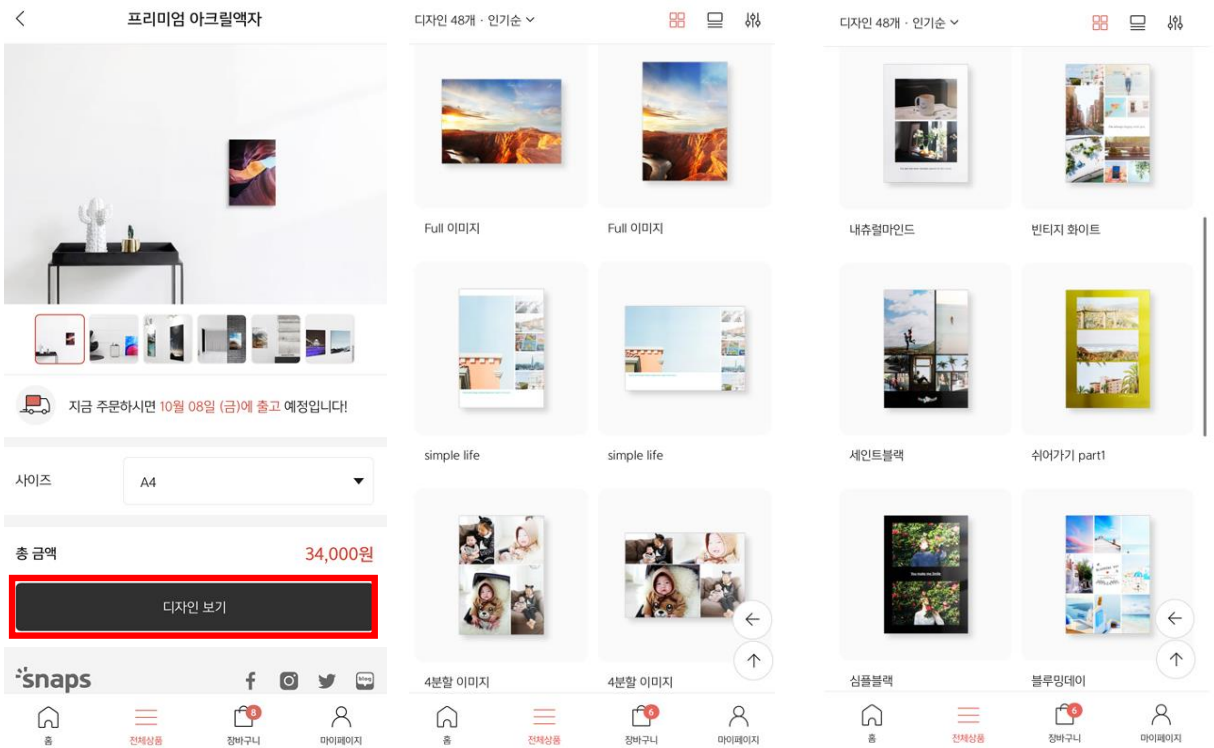 프리미엄 아크릴액자
지금 주문하시면 10월 08일 (금)에 출고 예정입니다!
사이즈
A4
총 금액
34,000원
디자인 보기
snaps
blog
홈
전체상품
8
장바구니
마이페이지
디자인 48개 · 인기순
Full 이미지
Full 이미지
simple life
simple life
4분할 이미지
4분할 이미지
홈
전체상품
6
장바구니
마이페이지
디자인 48개 · 인기순
내츄럴마인드
빈티지 화이트
세인트블랙
쉬어가기 part1
You make me Smile
심플블랙
블루밍데이
홈
전체상품
6
장바구니
마이페이지